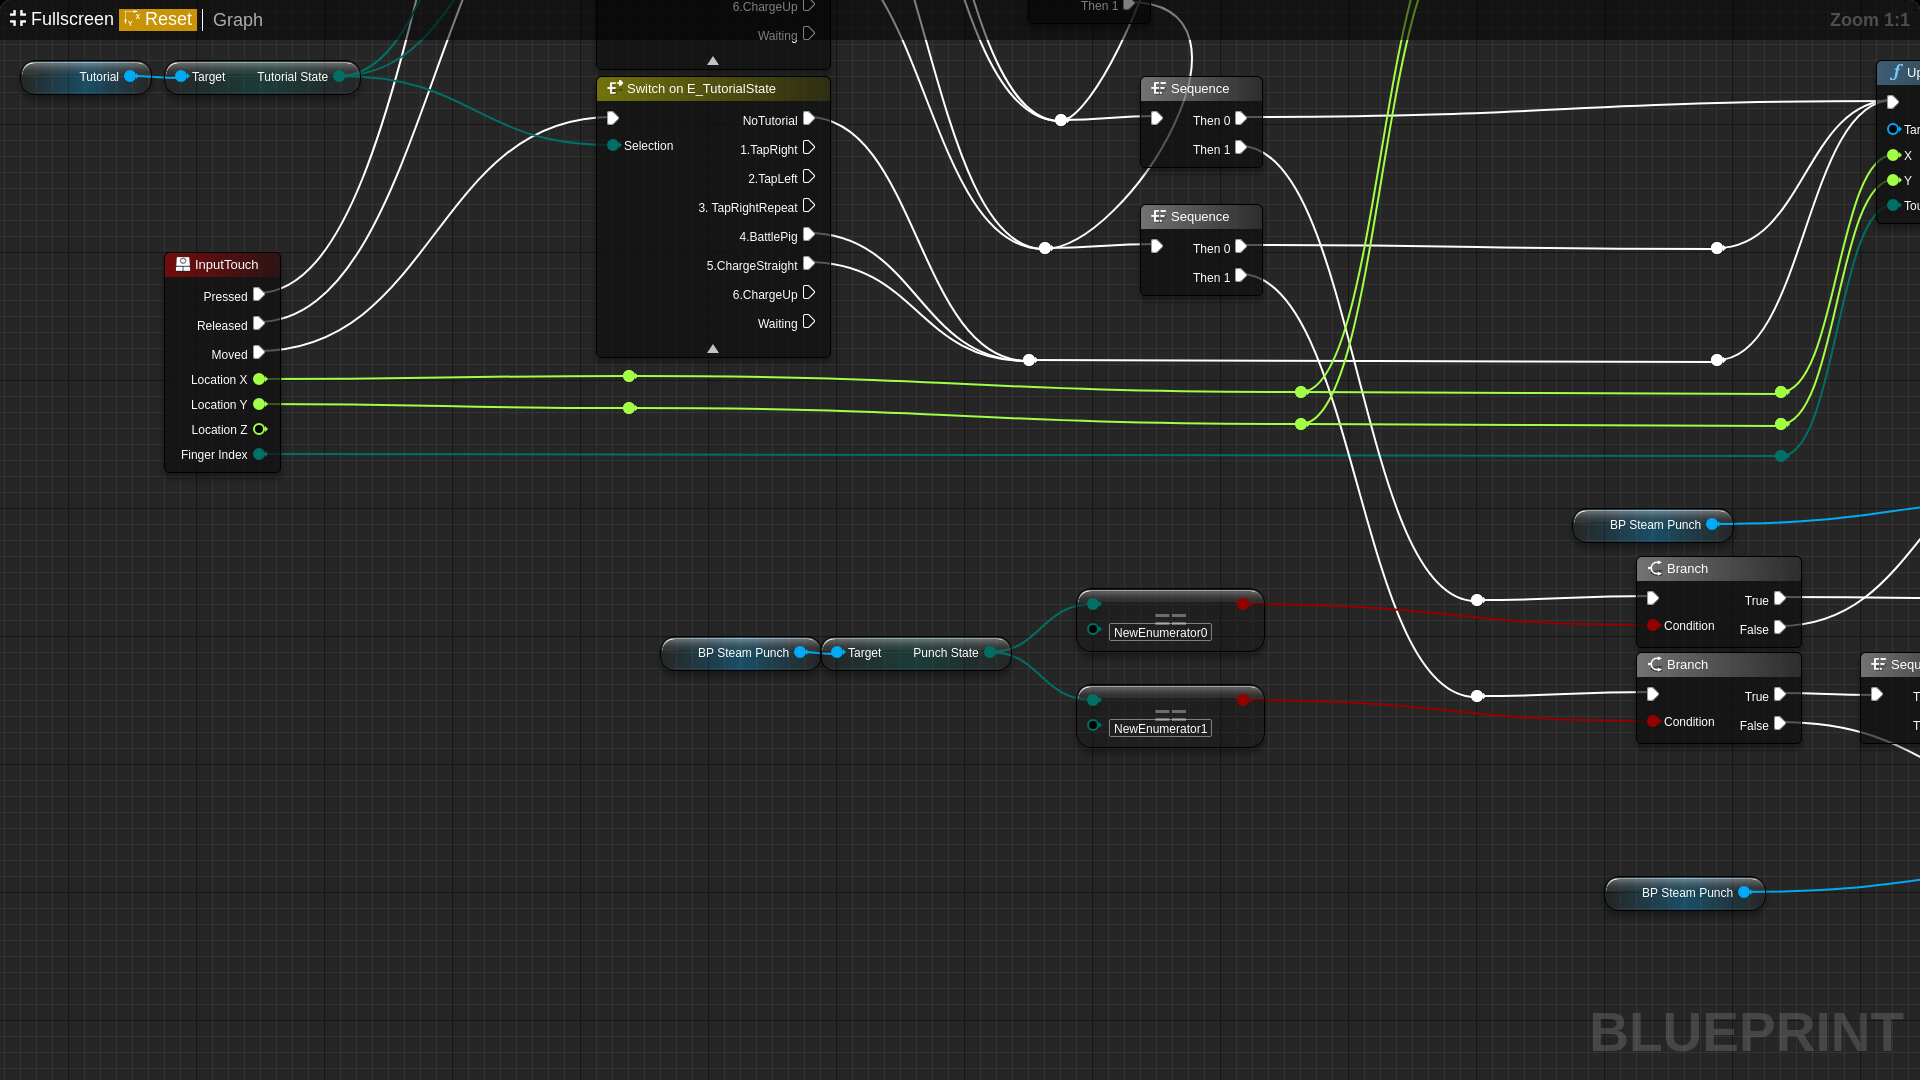 Fullscreen Reset Graph
Zoom 1:1
6.ChargeUp
Waiting
Then 1
Tutorial
Target Tutorial State
Switch on E_TutorialState
NoTutorial
Selection
1.TapRight
2.TapLeft
3. TapRightRepeat
4.BattlePig
5.ChargeStraight
6.ChargeUp
Waiting
Sequence
Then 0
Then 1
Sequence
Then 0
Then 1
Up
Tar
X
Y
Tou
InputTouch
Pressed
Released
Moved
Location X
Location Y
Location Z
Finger Index
BP Steam Punch
Branch
True
Condition
False
BP Steam Punch
Target Punch State
==
NewEnumerator0
==
NewEnumerator1
Branch
True
Condition
False
Sequ
T
T
BP Steam Punch
BLUEPRINT